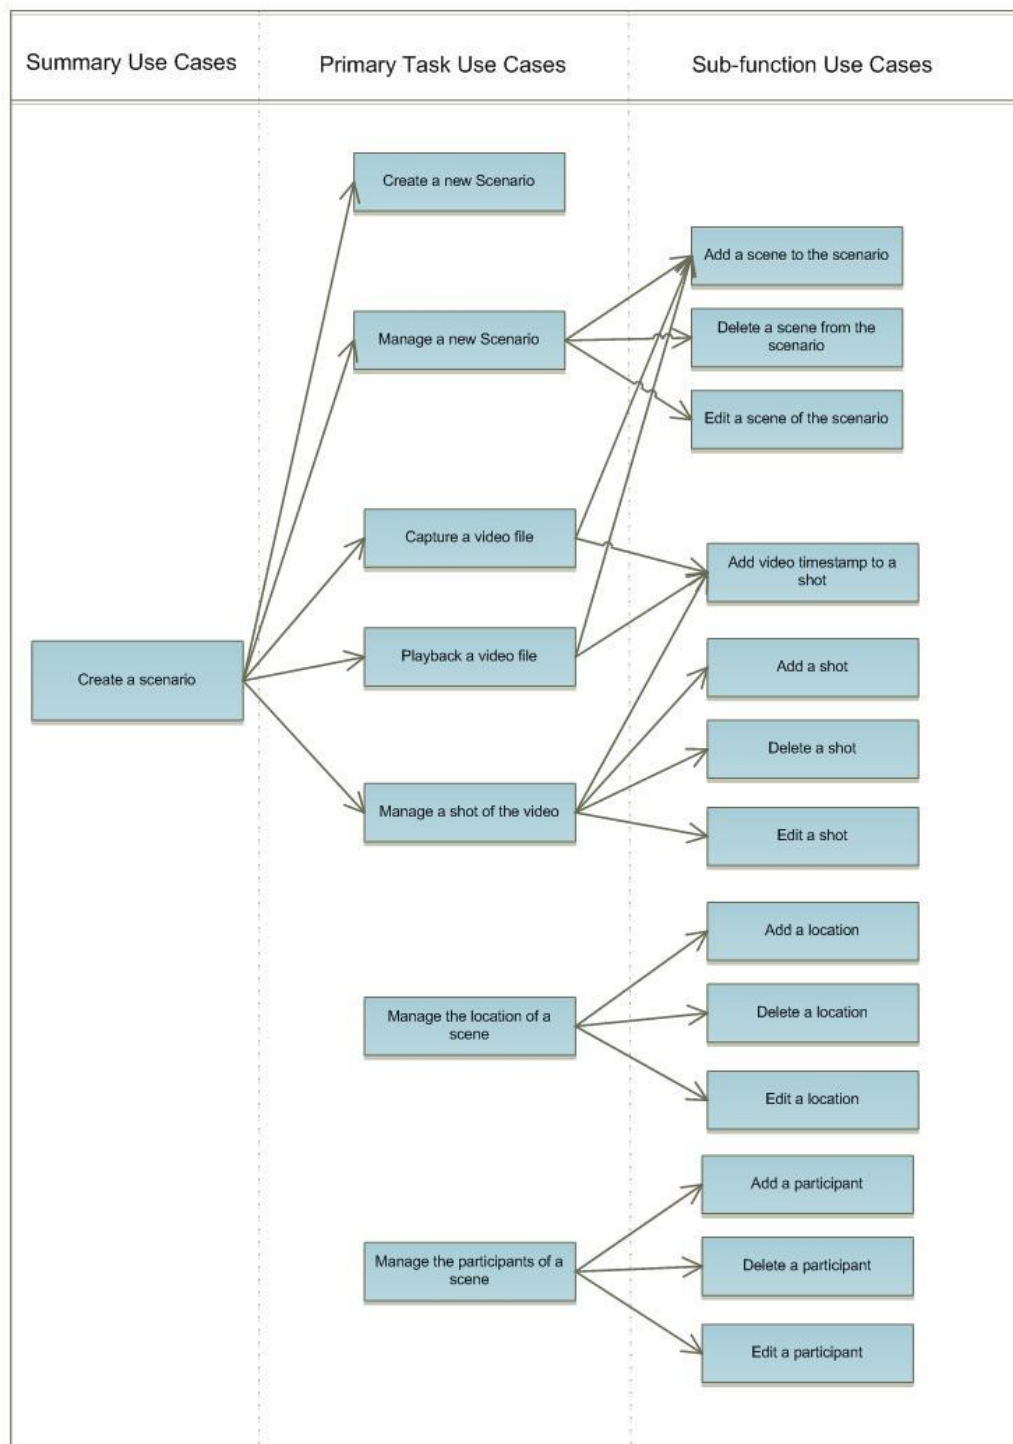 Summary Use Cases
Primary Task Use Cases
Sub-function Use Cases
Create a new Scenario
Add a scene to the scenario
Manage a new Scenario
Delete a scene from the
scenario
Edit a scene of the scenario
Capture a video file
Add video timestamp to a
shot
Playback a video file
Create a scenario
Add a shot
Delete a shot
Manage a shot of the video
Edit a shot
Add a location
Manage the location of a
scene
Delete a location
Edit a location
Add a participant
Manage the participants of a
scene
Delete a participant
Edit a participant